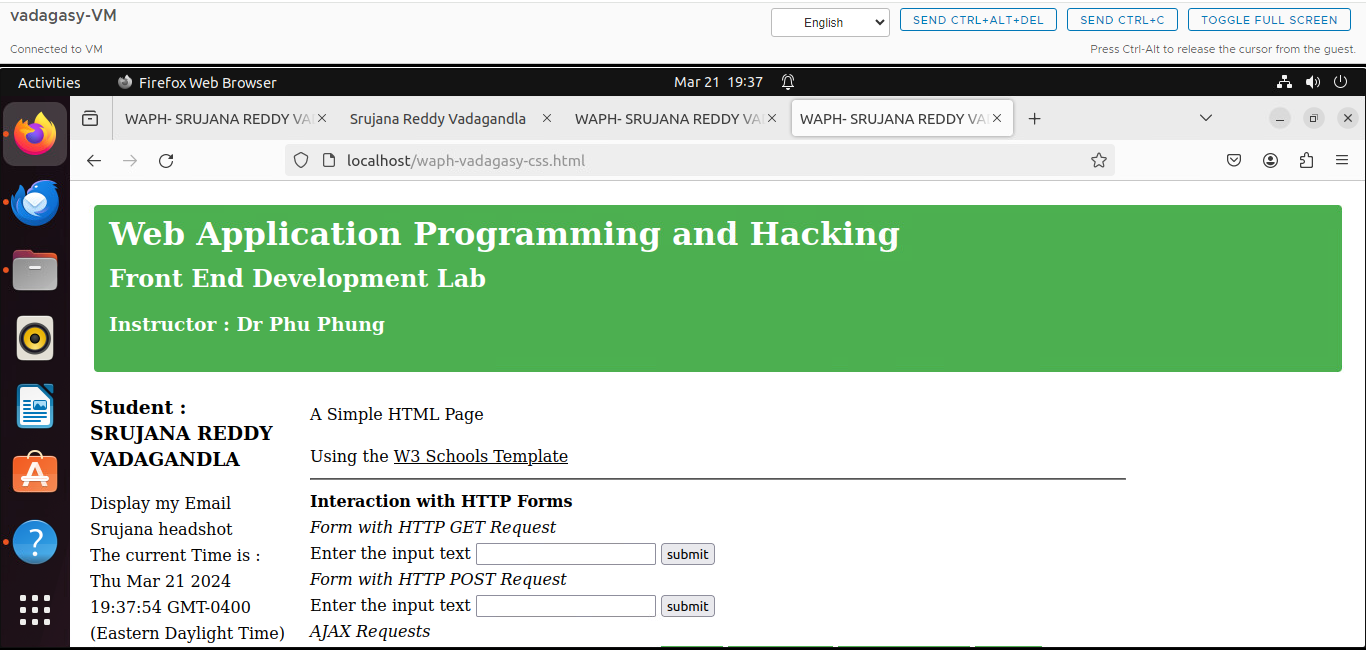 vadagasy-VM
English
SEND CTRL+ALT+DEL
SEND CTRL+C
TOGGLE FULL SCREEN
Connected to VM
Press Ctrl-Alt to release the cursor from the guest.
Activities
Firefox Web Browser
Mar 21 19:37
WAPH- SRUJANA REDDY VA
Srujana Reddy Vadagandla
WAPH- SRUJANA REDDY VA
WAPH- SRUJANA REDDY VA
localhost/waph-vadagasy-css.html
Web Application Programming and Hacking
Front End Development Lab
Instructor : Dr Phu Phung
Student :
SRUJANA REDDY
VADAGANDLA
Display my Email
Srujana headshot
The current Time is :
Thu Mar 21 2024
19:37:54 GMT-0400
(Eastern Daylight Time)
A Simple HTML Page
Using the W3 Schools Template
Interaction with HTTP Forms
Form with HTTP GET Request
Enter the input text submit
Form with HTTP POST Request
Enter the input text submit
AJAX Requests